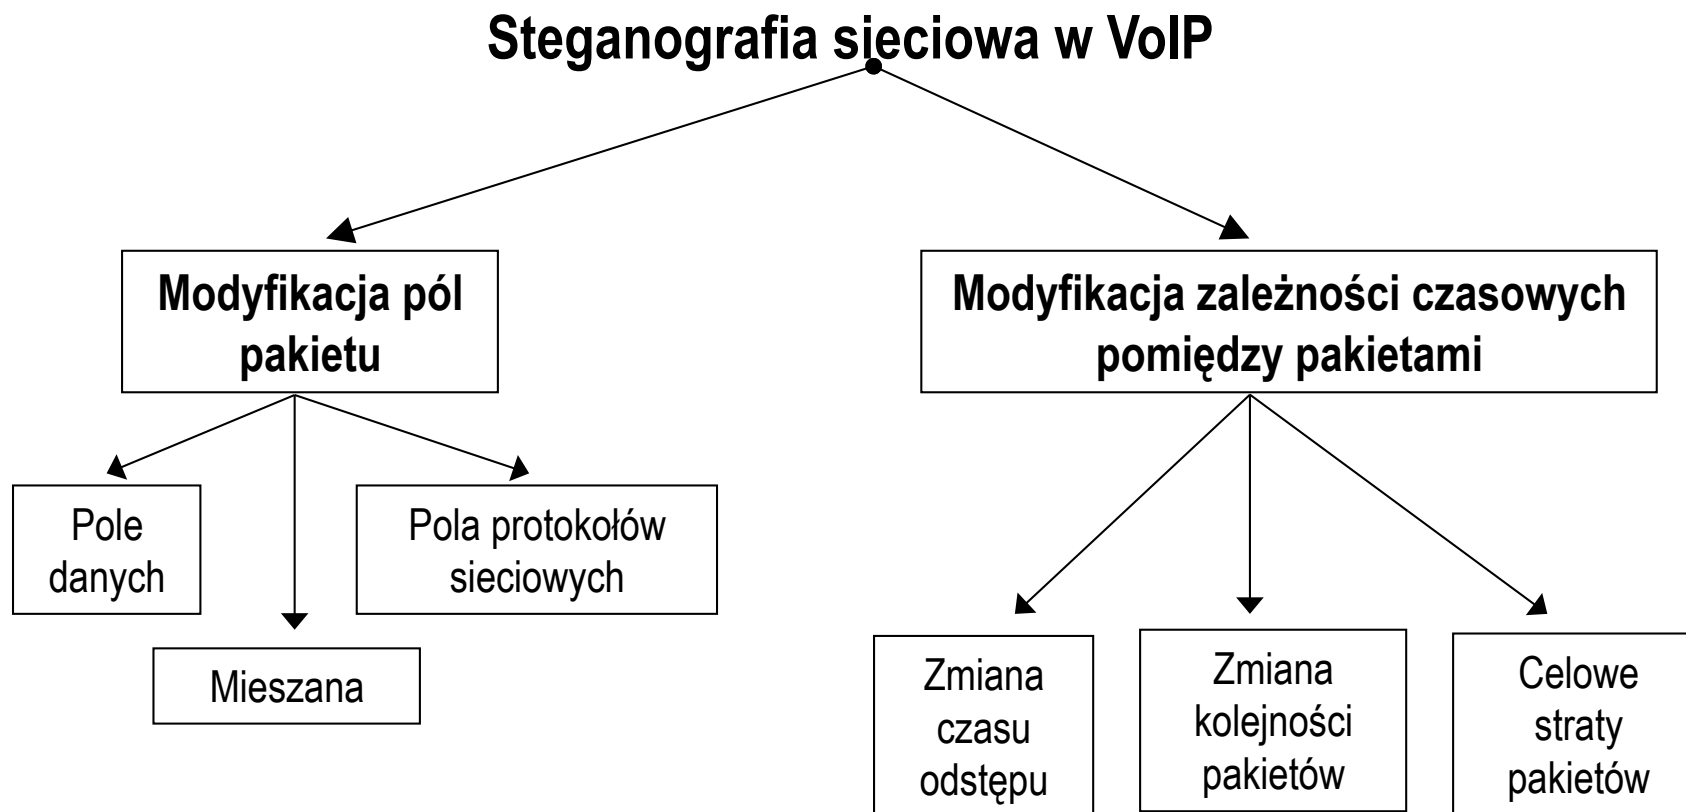 Steganografia sieciowa w VoIP
Modyfikacja pól
pakietu
Modyfikacja zależności czasowych
pomiędzy pakietami
Pole
danych
Pola protokołów
sieciowych
Mieszana
Zmiana
czasu
odstępu
Zmiana
kolejności
pakietów
Celowe
straty
pakietów